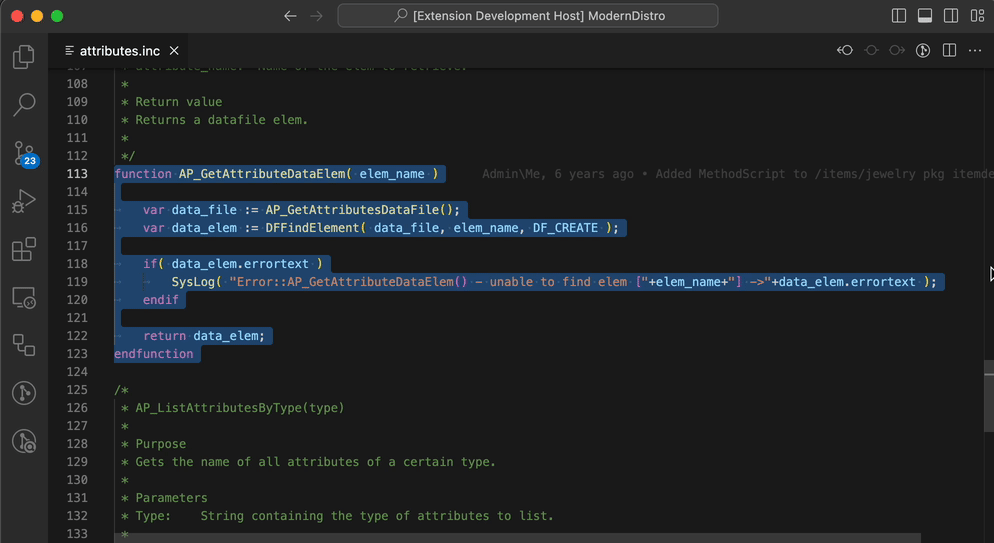 [Extension Development Host] ModernDistro
attributes.inc
108 *
109 * Return value
110 * Returns a datafile elem.
111 *
112 */
113 function AP_GetAttributeDataElem( elem_name ) Admin\Me, 6 years ago • Added MethodScript to /items/jewelry pkg itemde
114
115 var data_file := AP_GetAttributesDataFile();
116 var data_elem := DFFindElement( data_file, elem_name, DF_CREATE );
117
118 if( data_elem.errortext )
119 SysLog( "Error::AP_GetAttributeDataElem() - unable to find elem ["+elem_name+"] ->"+data_elem.errortext );
120 endif
121
122 return data_elem;
123 endfunction
124
125 /*
126 * AP_ListAttributesByType(type)
127 *
128 * Purpose
129 * Gets the name of all attributes of a certain type.
130 *
131 * Parameters
132 * Type: String containing the type of attributes to list.
133 *
23